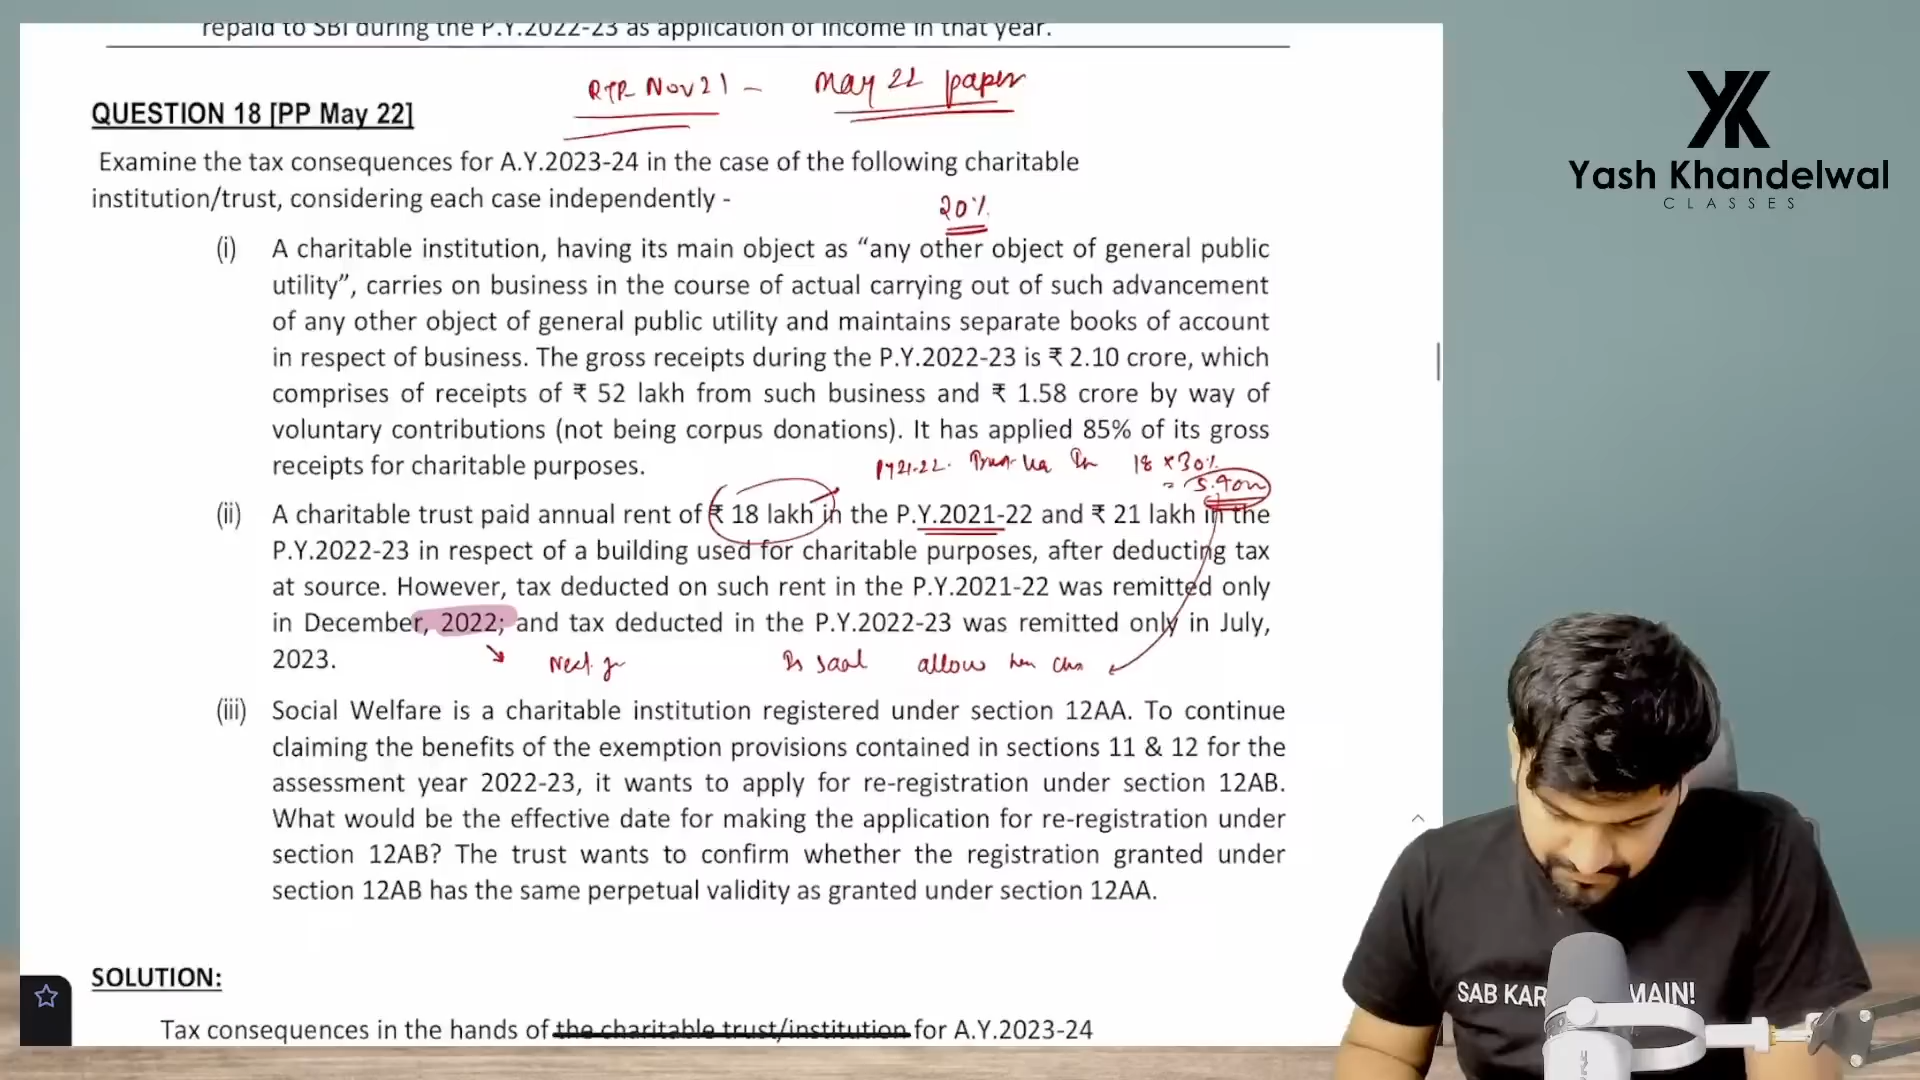 repaid to SBI during the P.Y.2022-23 as application of income in that year.
RTP Nov 21 - May 22 paper
QUESTION 18 [PP May 22]
Examine the tax consequences for A.Y.2023-24 in the case of the following charitable
institution/trust, considering each case independently -
20%
(i) A charitable institution, having its main object as “any other object of general public
utility”, carries on business in the course of actual carrying out of such advancement
of any other object of general public utility and maintains separate books of account
in respect of business. The gross receipts during the P.Y.2022-23 is ₹ 2.10 crore, which
comprises of receipts of ₹ 52 lakh from such business and ₹ 1.58 crore by way of
voluntary contributions (not being corpus donations). It has applied 85% of its gross
receipts for charitable purposes.
PY21-22. 18 x 30%
(ii) A charitable trust paid annual rent of ₹ 18 lakh in the P.Y.2021-22 and ₹ 21 lakh in the
P.Y.2022-23 in respect of a building used for charitable purposes, after deducting tax
at source. However, tax deducted on such rent in the P.Y.2021-22 was remitted only
in December, 2022; and tax deducted in the P.Y.2022-23 was remitted only in July,
2023.
saal allow
(iii) Social Welfare is a charitable institution registered under section 12AA. To continue
claiming the benefits of the exemption provisions contained in sections 11 & 12 for the
assessment year 2022-23, it wants to apply for re-registration under section 12AB.
What would be the effective date for making the application for re-registration under
section 12AB? The trust wants to confirm whether the registration granted under
section 12AB has the same perpetual validity as granted under section 12AA.
SOLUTION:
Tax consequences in the hands of the charitable trust/institution for A.Y.2023-24
YK
Yash Khandelwal
CLASSES
SAB KAR MAIN!